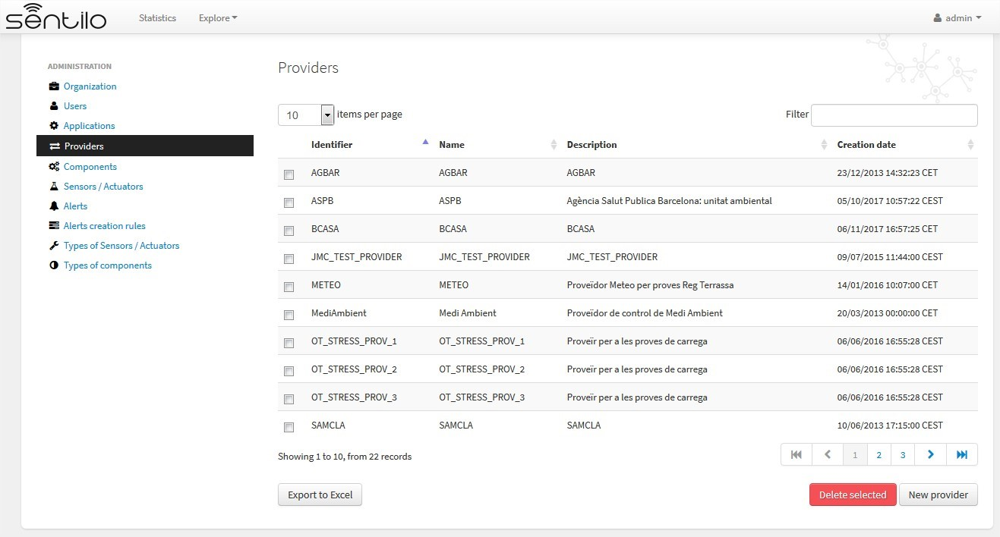 sentilo Statistics Explore admin
ADMINISTRATION
Organization
Users
Applications
Providers
Components
Sensors / Actuators
Alerts
Alerts creation rules
Types of Sensors / Actuators
Types of components
Providers
10 items per page Filter
Identifier Name Description Creation date
AGBAR AGBAR AGBAR 23/12/2013 14:32:23 CET
ASPB ASPB Agència Salut Publica Barcelona: unitat ambiental 05/10/2017 10:57:22 CEST
BCASA BCASA BCASA 06/11/2017 16:57:25 CET
JMC_TEST_PROVIDER JMC_TEST_PROVIDER JMC_TEST_PROVIDER 09/07/2015 11:44:00 CEST
METEO METEO Proveïdor Meteo per proves Reg Terrassa 14/01/2016 10:07:00 CET
MediAmbient Medi Ambient Proveïdor de control de Medi Ambient 20/03/2013 00:00:00 CET
OT_STRESS_PROV_1 OT_STRESS_PROV_1 Proveïr per a les proves de carrega 06/06/2016 16:55:28 CEST
OT_STRESS_PROV_2 OT_STRESS_PROV_2 Proveïr per a les proves de carrega 06/06/2016 16:55:28 CEST
OT_STRESS_PROV_3 OT_STRESS_PROV_3 Proveïr per a les proves de carrega 06/06/2016 16:55:28 CEST
SAMCLA SAMCLA SAMCLA 10/06/2013 17:15:00 CEST
Showing 1 to 10, from 22 records 1 2 3
Export to Excel Delete selected New provider